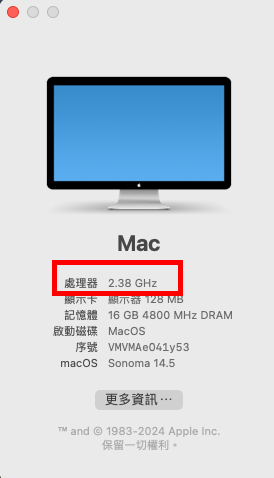 Mac
處理器 2.38 GHz
顯示卡 顯示器 128 MB
記憶體 16 GB 4800 MHz DRAM
啟動磁碟 MacOS
序號 VMVMAe041y53
macOS Sonoma 14.5
更多資訊⋯
™ and © 1983-2024 Apple Inc.
保留一切權利。